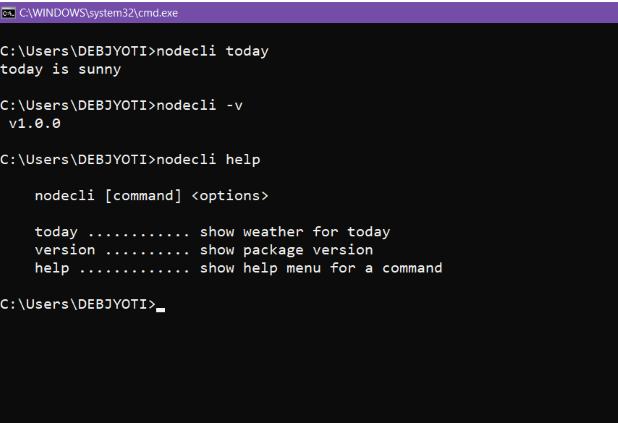 C:\WINDOWS\system32\cmd.exe
C:\Users\DEBJYOTI>nodecli today
today is sunny
C:\Users\DEBJYOTI>nodecli -v
v1.0.0
C:\Users\DEBJYOTI>nodecli help
nodecli [command] <options>
today ............ show weather for today
version .......... show package version
help ............. show help menu for a command
C:\Users\DEBJYOTI>